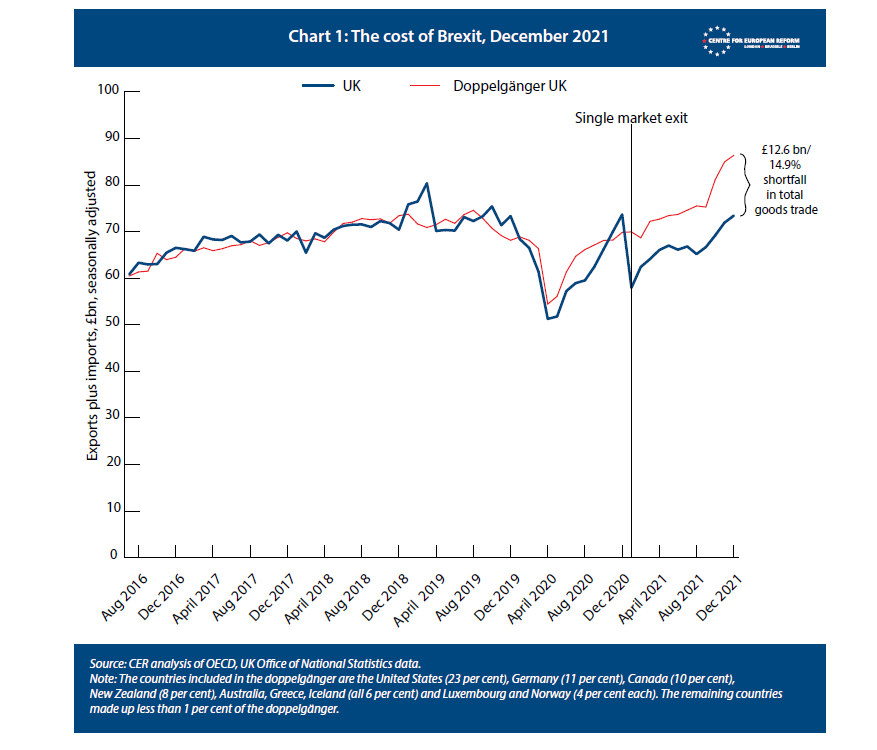 Chart 1: The cost of Brexit, December 2021
CENTRE FOR EUROPEAN REFORM
LONDON BRUSSELS BERLIN
UK
Doppelgänger UK
Single market exit
£12.6 bn/
14.9%
shortfall
in total
goods trade
Exports plus imports, £bn, seasonally adjusted
100
90
80
70
60
50
40
30
20
10
0
Aug 2016
Dec 2016
April 2017
Aug 2017
Dec 2017
April 2018
Aug 2018
Dec 2018
April 2019
Aug 2019
Dec 2019
April 2020
Aug 2020
Dec 2020
April 2021
Aug 2021
Dec 2021
Source: CER analysis of OECD, UK Office of National Statistics data.
Note: The countries included in the doppelgänger are the United States (23 per cent), Germany (11 per cent), Canada (10 per cent),
New Zealand (8 per cent), Australia, Greece, Iceland (all 6 per cent) and Luxembourg and Norway (4 per cent each). The remaining countries
made up less than 1 per cent of the doppelgänger.